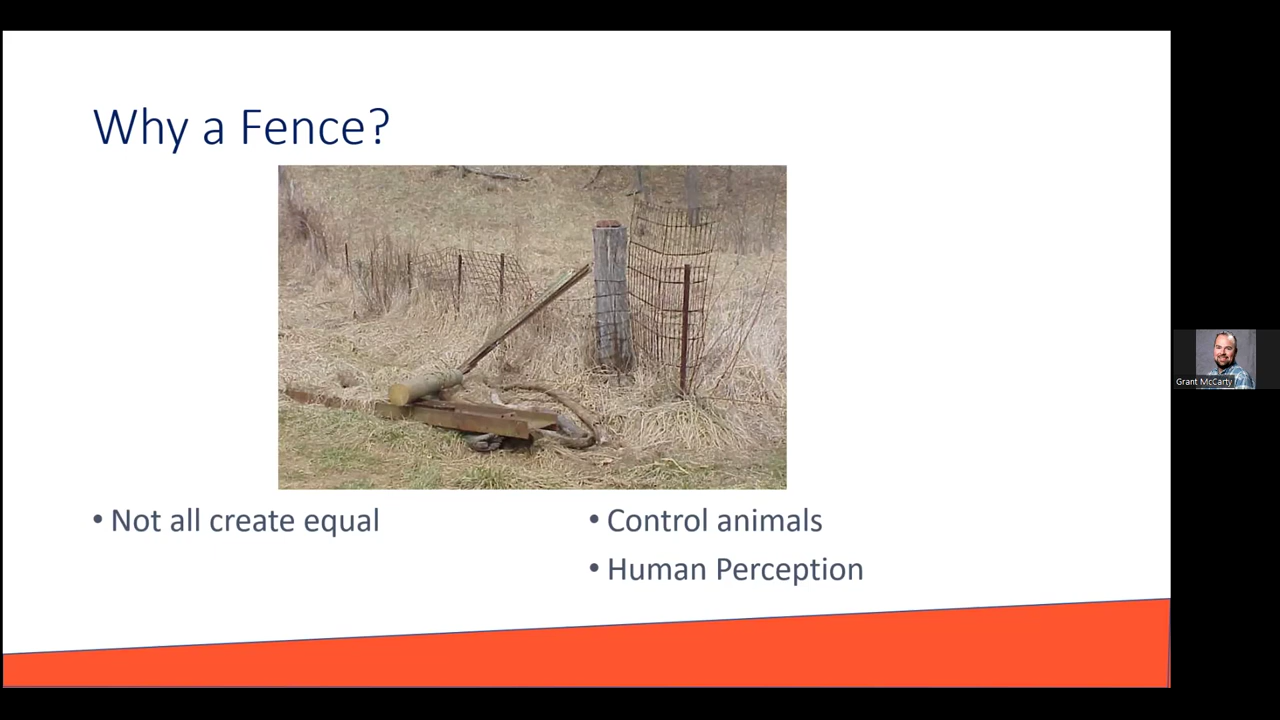 Why a Fence?
• Not all create equal
• Control animals
• Human Perception
Grant McCarty